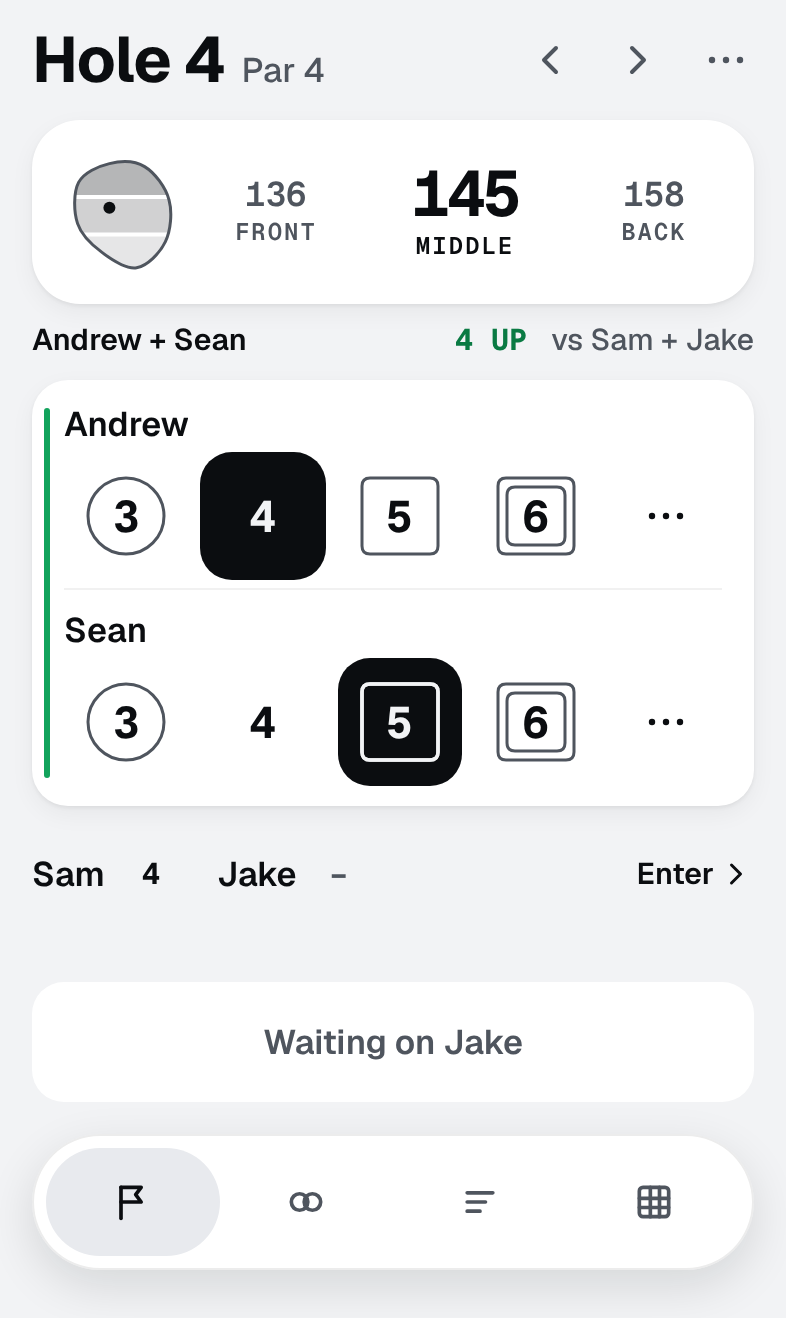 Hole 4 Par 4
136 145 158
FRONT MIDDLE BACK
Andrew + Sean 4 UP vs Sam + Jake
Andrew
3 4 5 6 ...
Sean
3 4 5 6 ...
Sam 4 Jake – Enter >
Waiting on Jake